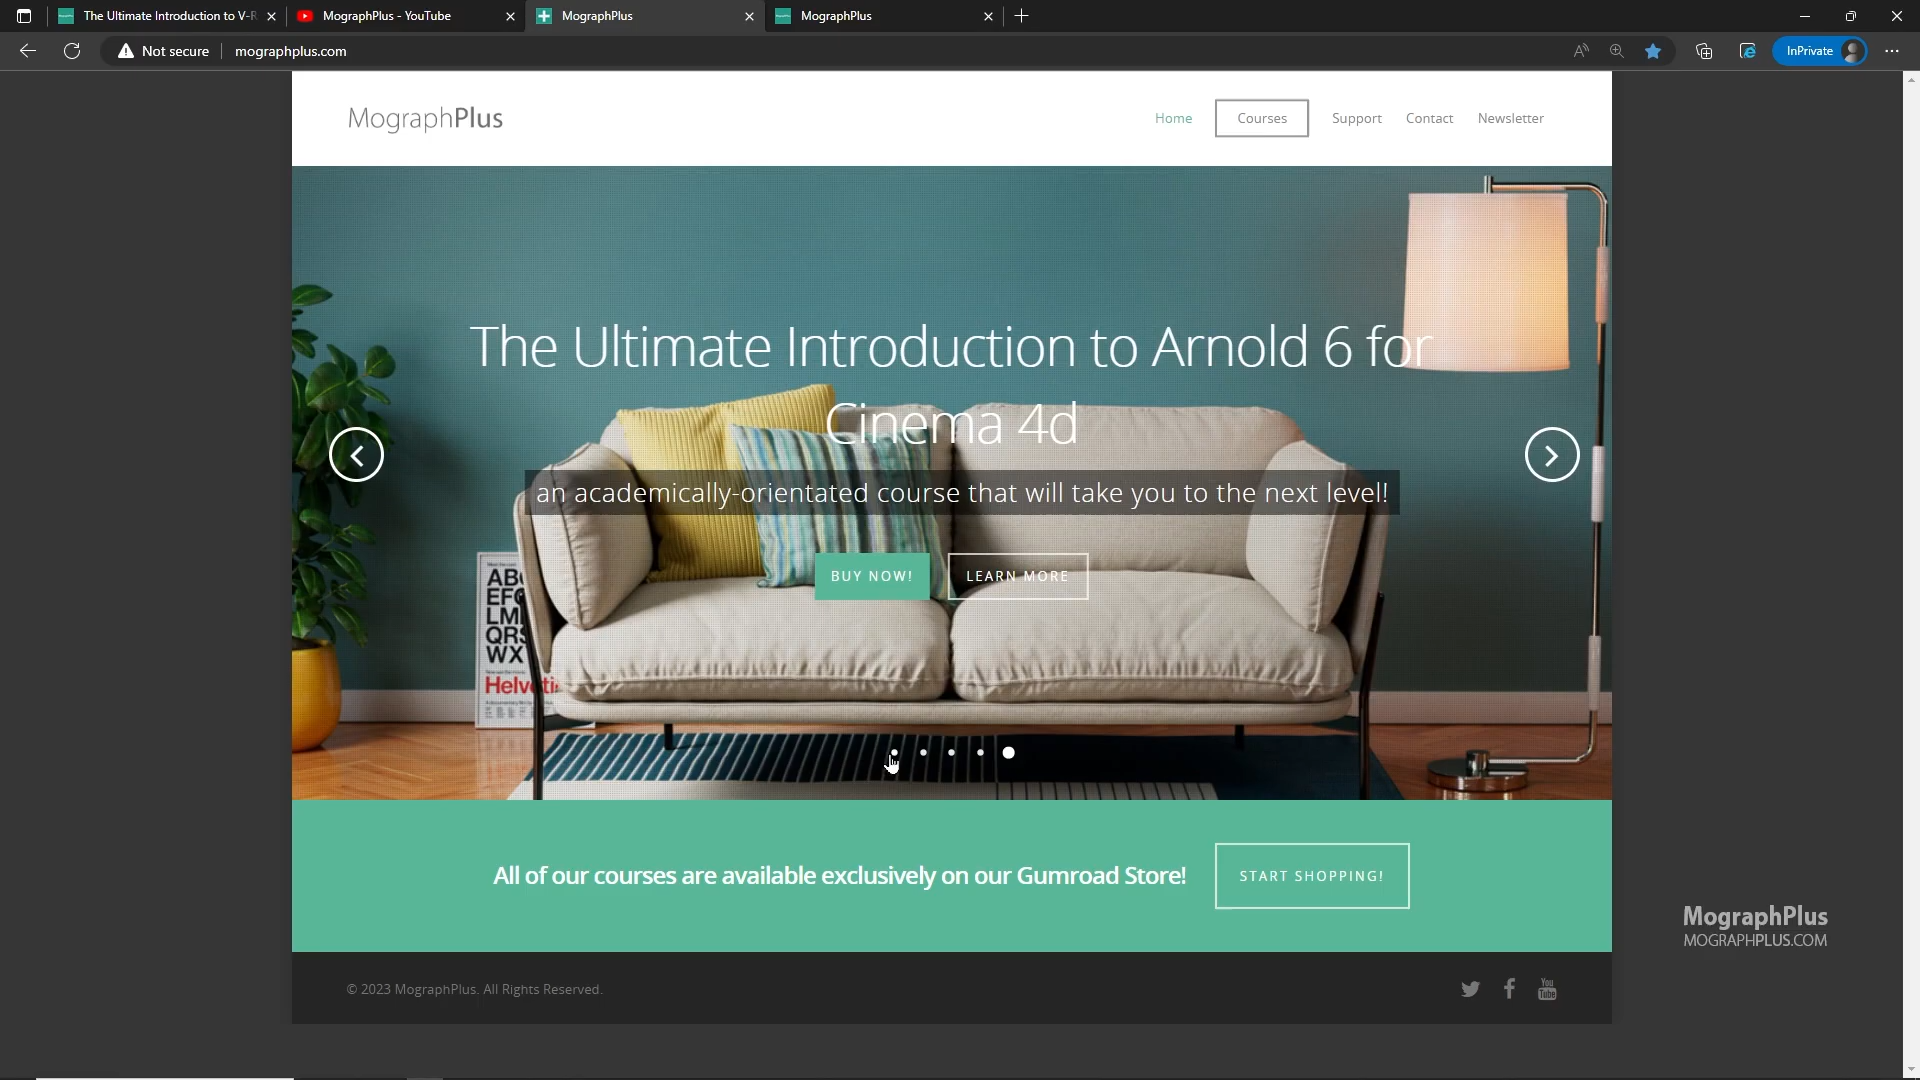 The Ultimate Introduction to V-R
MographPlus - YouTube
MographPlus
MographPlus
Not secure
mographplus.com
InPrivate
MographPlus
Home
Courses
Support
Contact
Newsletter
The Ultimate Introduction to Arnold 6 for
Cinema 4d
an academically-orientated course that will take you to the next level!
BUY NOW!
LEARN MORE
Helveti
All of our courses are available exclusively on our Gumroad Store!
START SHOPPING!
MographPlus
MOGRAPHPLUS.COM
© 2023 MographPlus. All Rights Reserved.
You
Tube